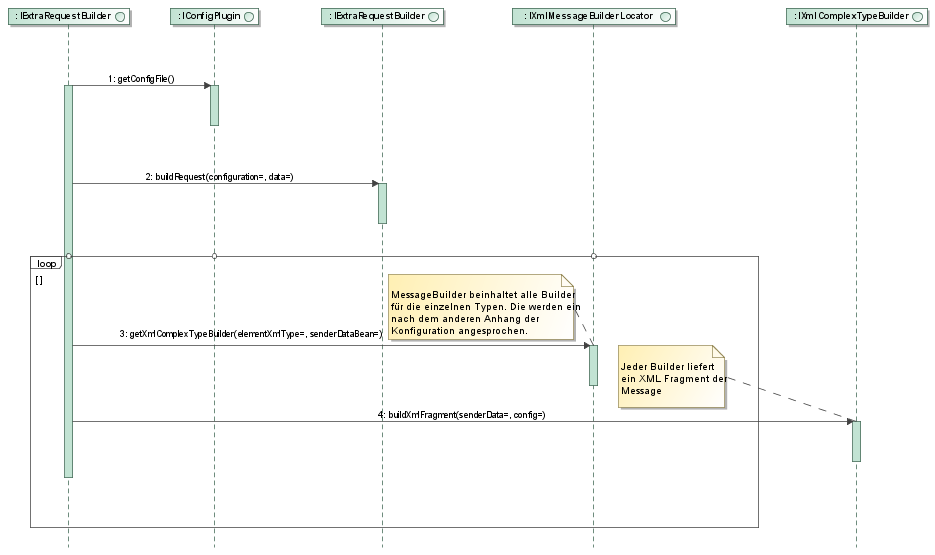 : IExtraRequestBuilder
: IConfigPlugin
: IExtraRequestBuilder
: IXmlMessageBuilder Locator
: IXmlComplexTypeBuilder
1: getConfigFile()
2: buildRequest(configuration=, data=)
loop
[ ]
MessageBuilder beinhaltet alle Builder
für die einzelnen Typen. Die werden ein
nach dem anderen Anhang der
Konfiguration angesprochen.
3: getXmlComplexTypeBuilder(elementXmlType=, senderDataBean=)
Jeder Builder liefert
ein XML Fragment der
Message
4: buildXmlFragment(senderData=, config=)